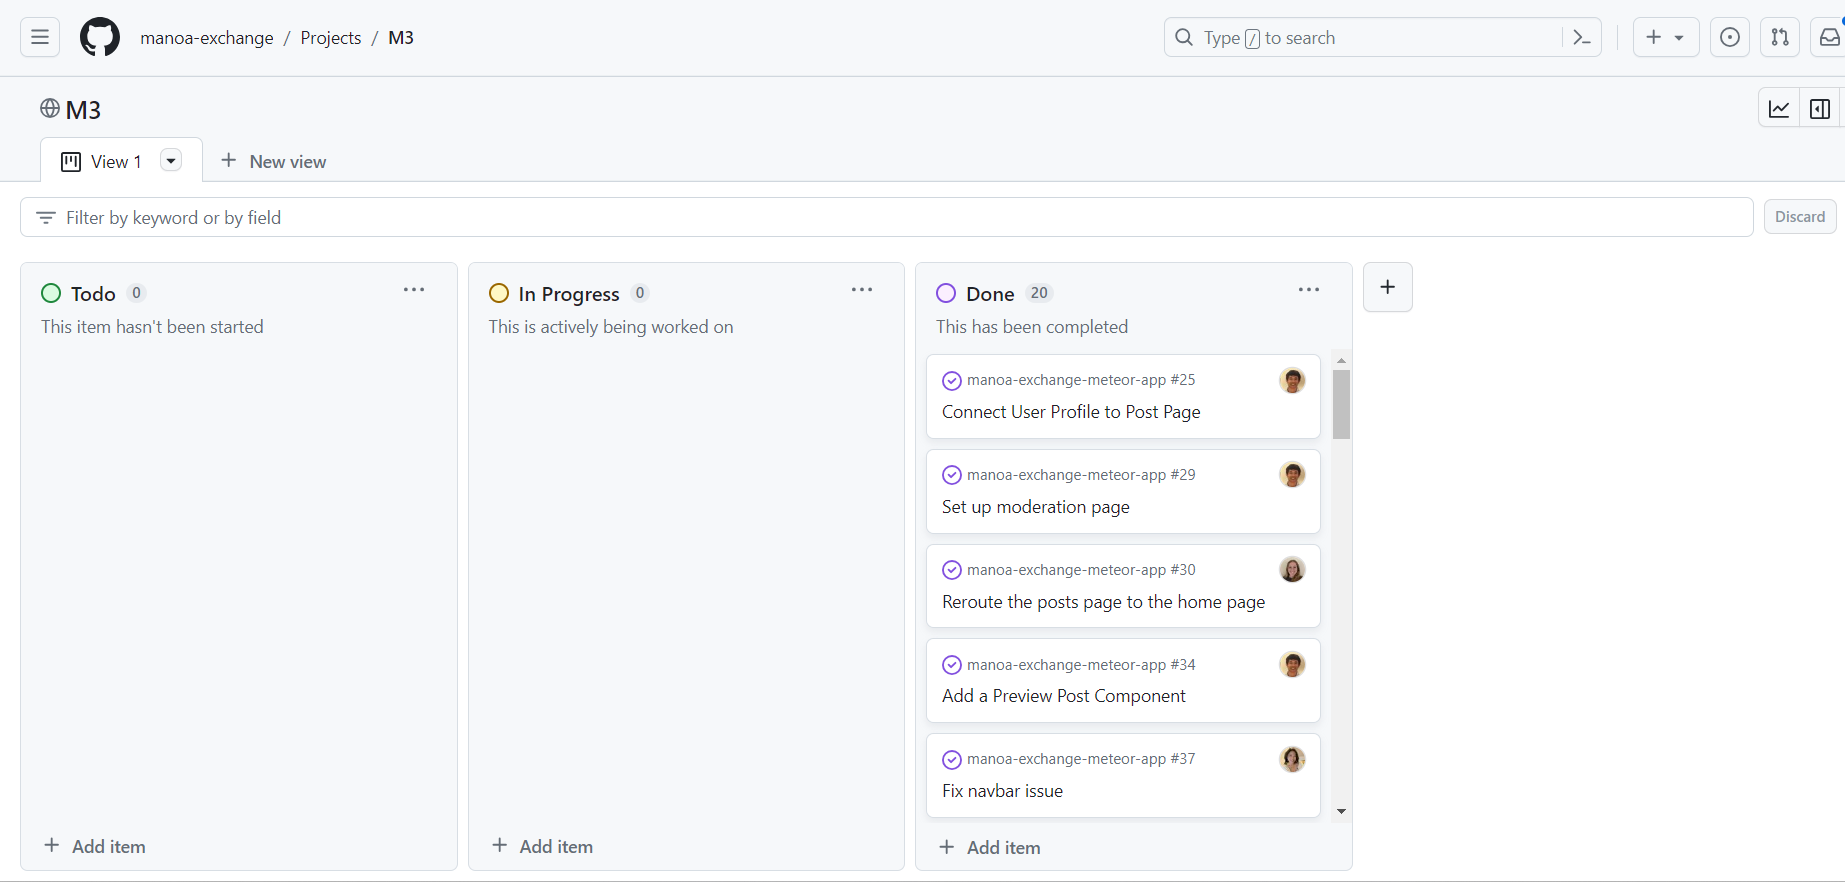 manoa-exchange / Projects / M3
Type / to search
M3
View 1
New view
Filter by keyword or by field
Discard
Todo 0
This item hasn't been started
Add item
In Progress 0
This is actively being worked on
Add item
Done 20
This has been completed
manoa-exchange-meteor-app #25
Connect User Profile to Post Page
manoa-exchange-meteor-app #29
Set up moderation page
manoa-exchange-meteor-app #30
Reroute the posts page to the home page
manoa-exchange-meteor-app #34
Add a Preview Post Component
manoa-exchange-meteor-app #37
Fix navbar issue
Add item